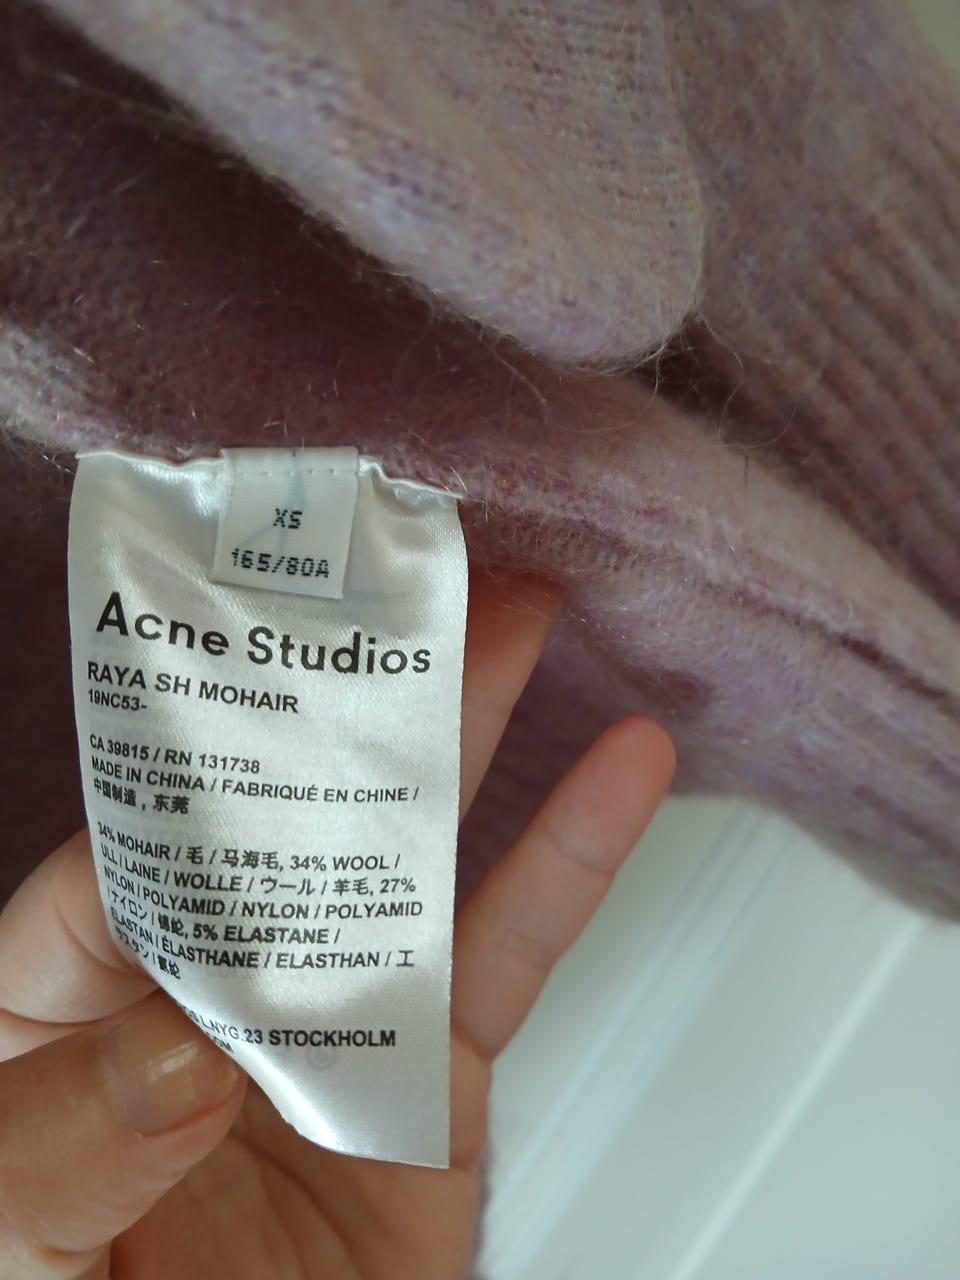 XS
165/80A
Acne Studios
RAYA SH MOHAIR
19NC53-
CA 39815 / RN 131738
MADE IN CHINA / FABRIQUÉ EN CHINE /
中国制造，东莞
34% MOHAIR / 毛 / 马海毛, 34% WOOL /
ULL / LAINE / WOLLE / ウール / 羊毛, 27%
NYLON / POLYAMID / NYLON / POLYAMID
/ ナイロン / 锦纶, 5% ELASTANE /
ELASTAN / ÉLASTHANE / ELASTHAN / エ
ラスタン / 氨纶
L.NYG.23 STOCKHOLM